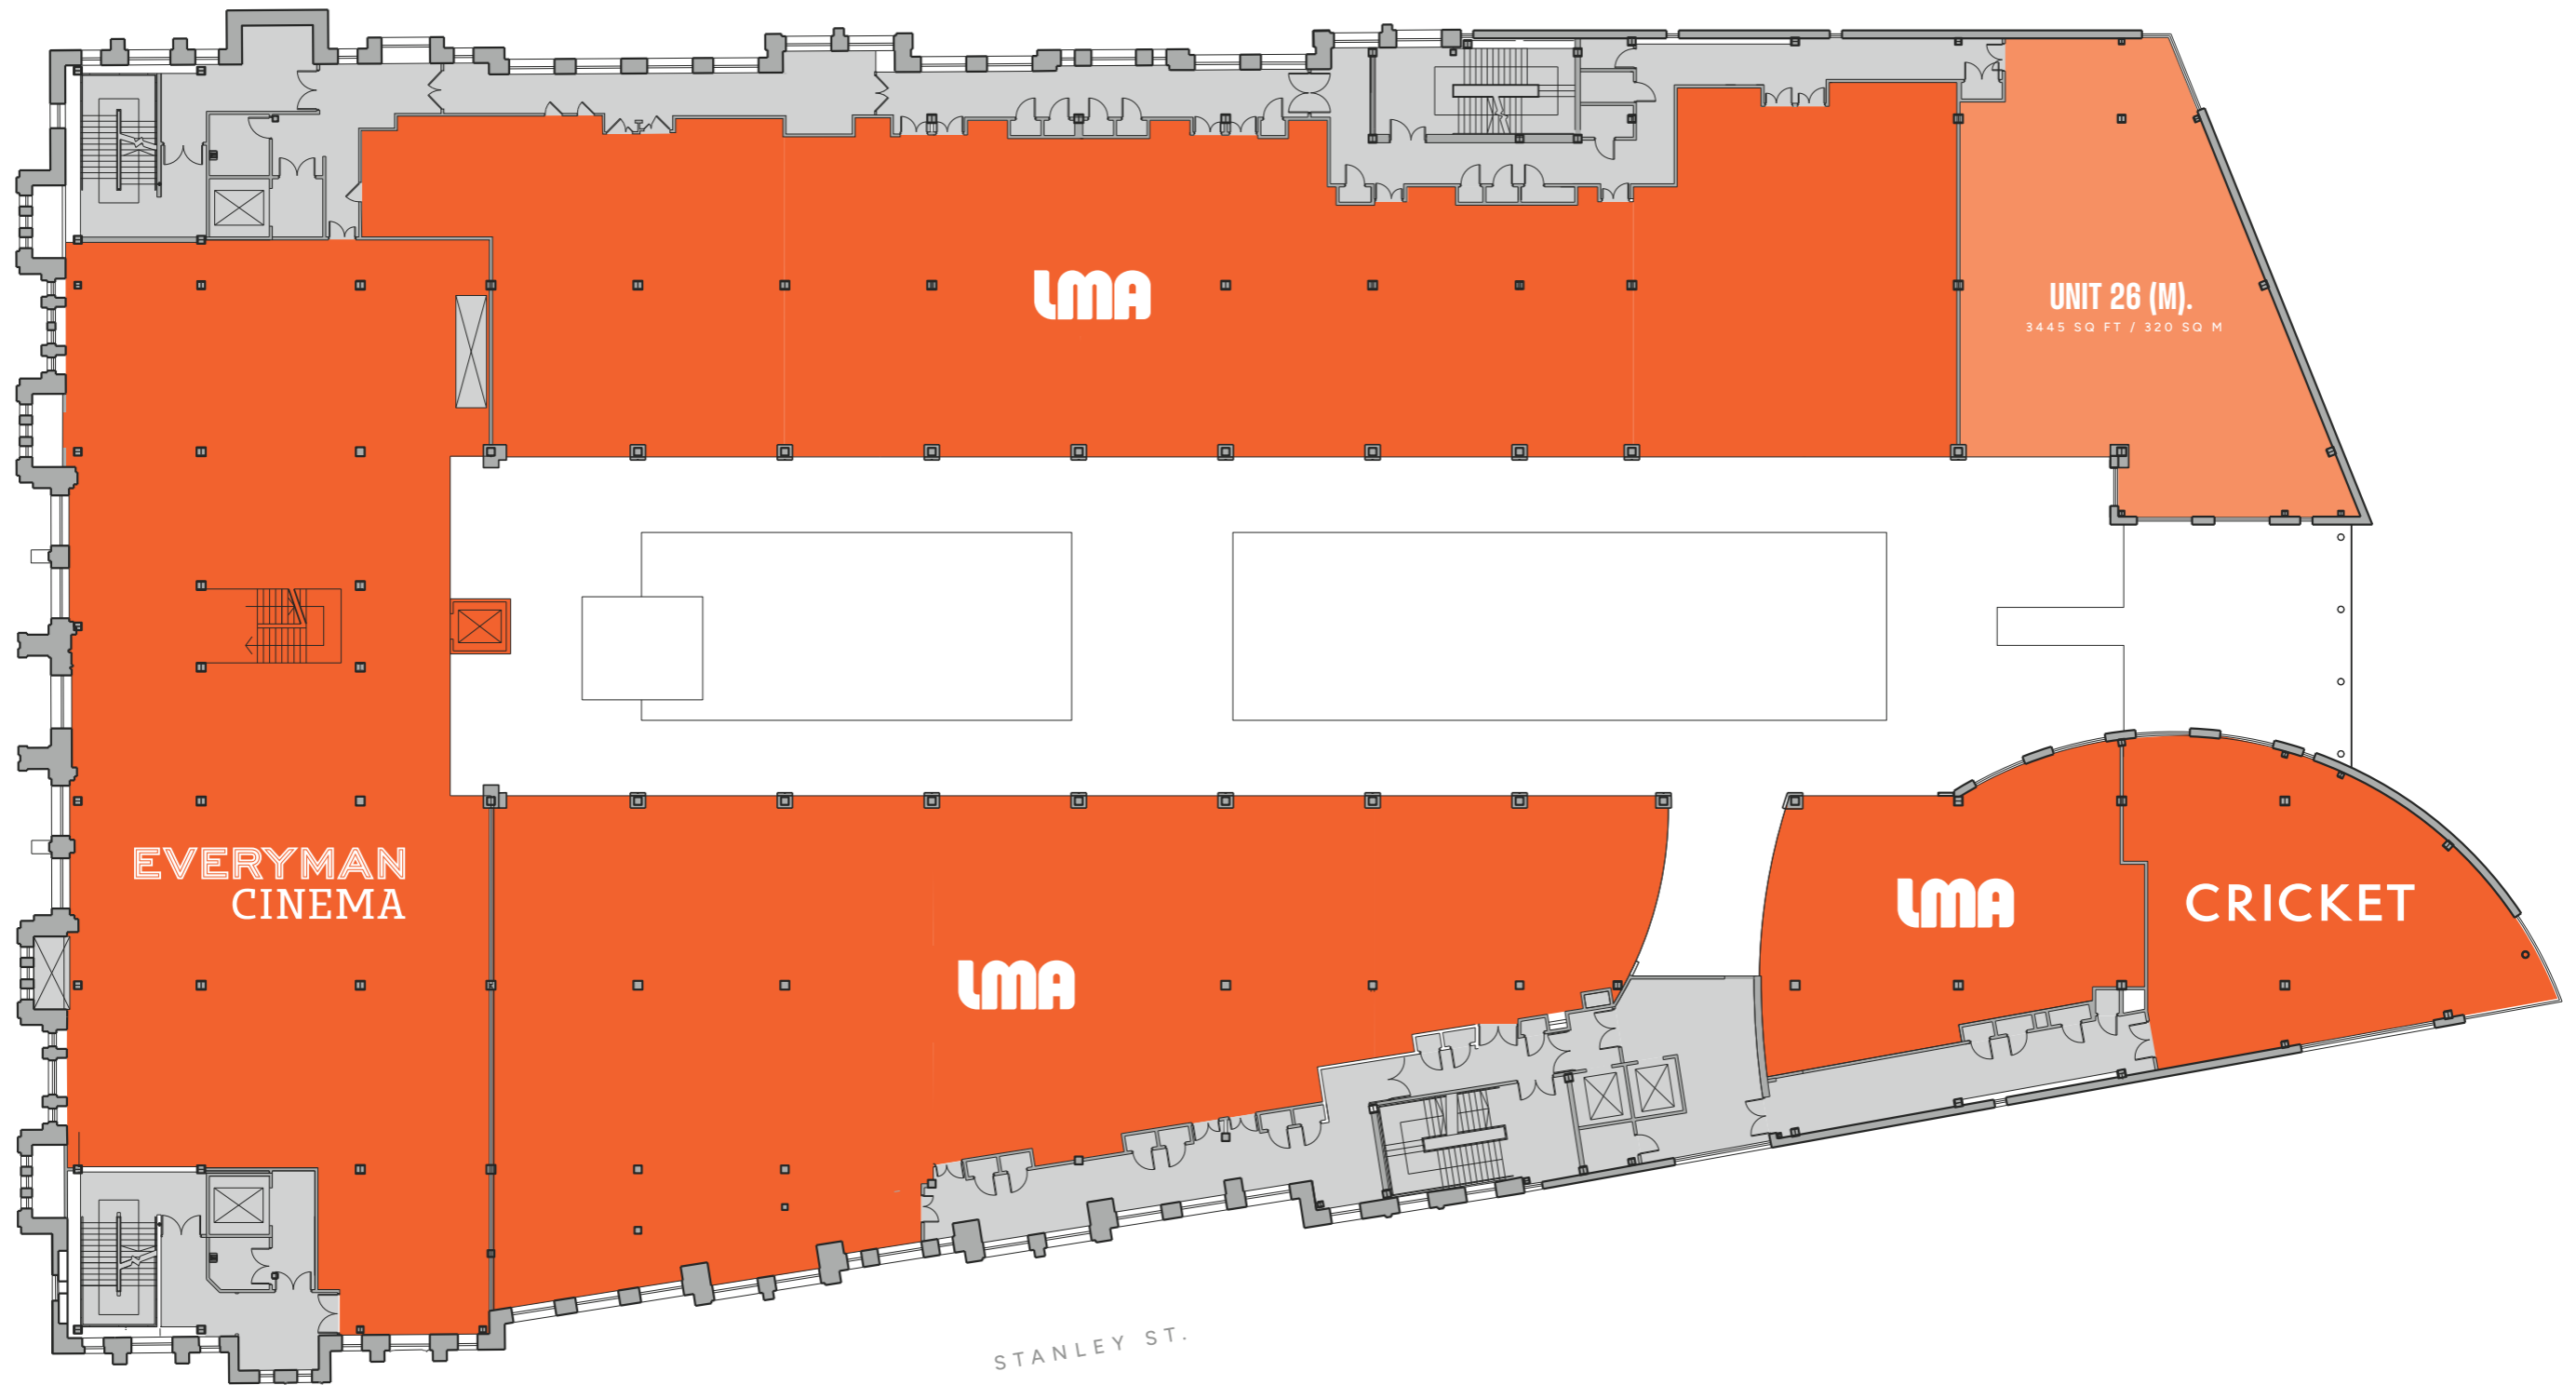 LMA
UNIT 26 (M).
3445 SQ FT / 320 SQ M
EVERYMAN
CINEMA
LMA
CRICKET
LMA
STANLEY ST.